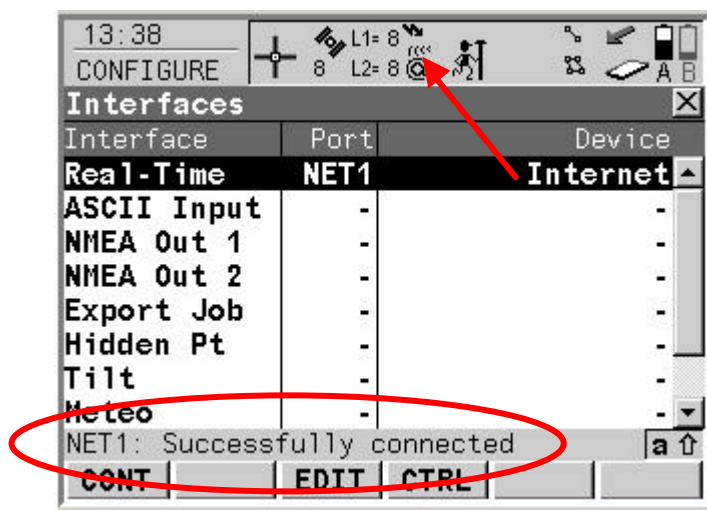 13:38
L1= 8
CONFIGURE 8 L2= 8 @ A B
Interfaces
Interface Port Device
Real-Time NET1 Internet
ASCII Input - -
NMEA Out 1 - -
NMEA Out 2 - -
Export Job - -
Hidden Pt - -
Tilt - -
Meteo - -
NET1: Successfully connected a
CONT EDIT CTRL